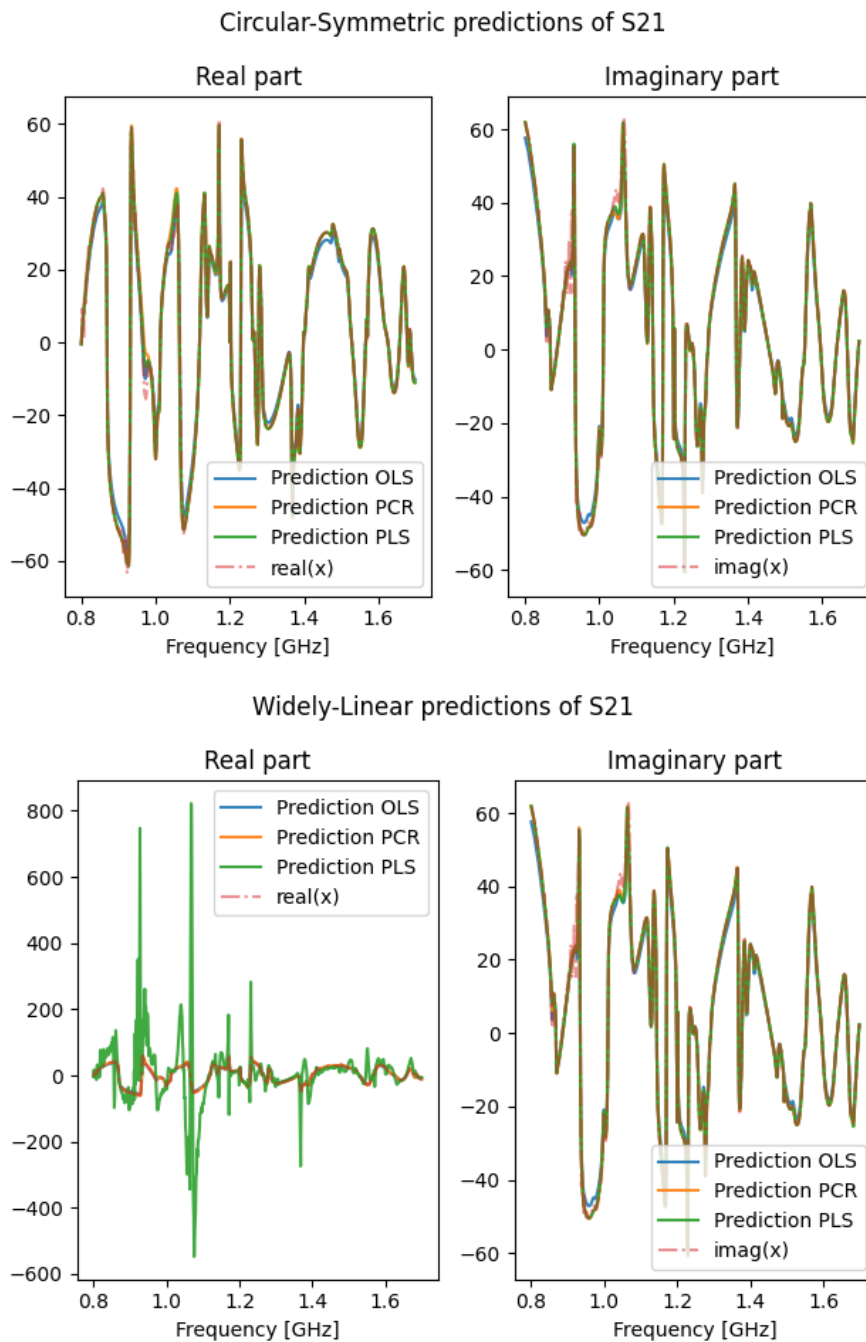 Circular-Symmetric predictions of S21
Real part
60
40
20
0
−20
−40
−60
0.8 1.0 1.2 1.4 1.6
Frequency [GHz]
Prediction OLS
Prediction PCR
Prediction PLS
real(x)
Imaginary part
60
40
20
0
−20
−40
−60
0.8 1.0 1.2 1.4 1.6
Frequency [GHz]
Prediction OLS
Prediction PCR
Prediction PLS
imag(x)
Widely-Linear predictions of S21
Real part
800
600
400
200
0
−200
−400
−600
0.8 1.0 1.2 1.4 1.6
Frequency [GHz]
Prediction OLS
Prediction PCR
Prediction PLS
real(x)
Imaginary part
60
40
20
0
−20
−40
−60
0.8 1.0 1.2 1.4 1.6
Frequency [GHz]
Prediction OLS
Prediction PCR
Prediction PLS
imag(x)